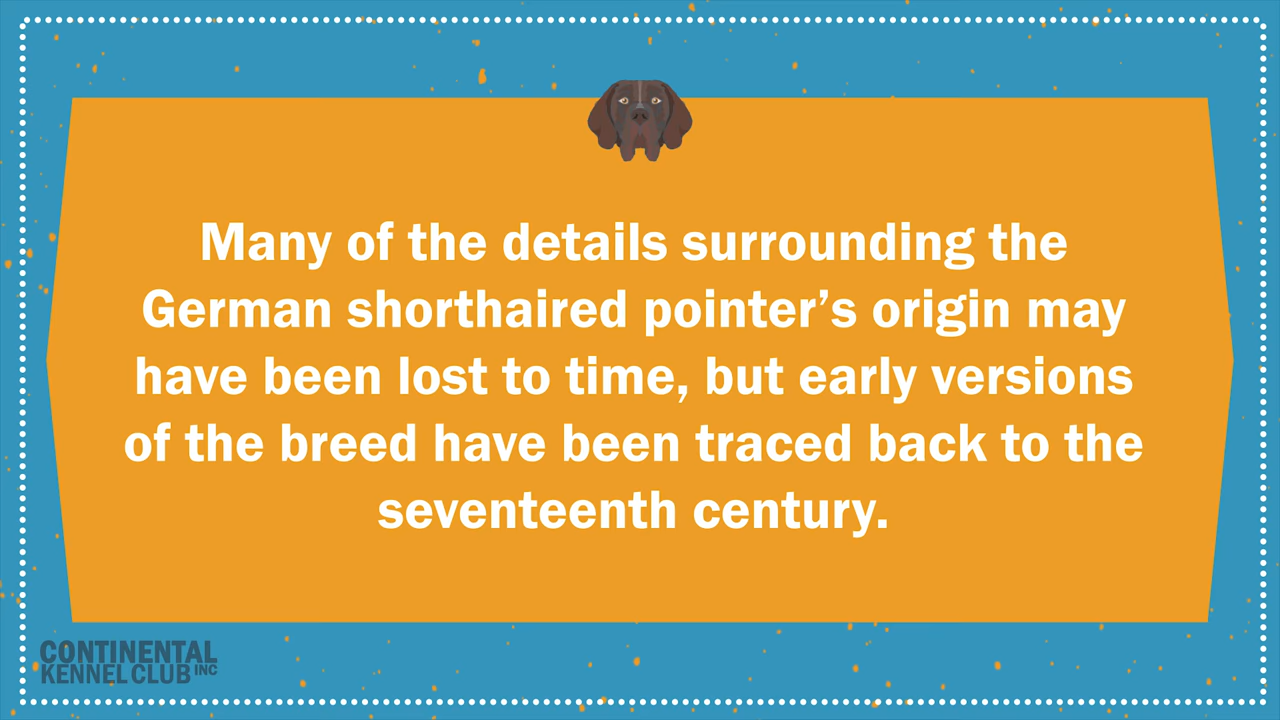 Many of the details surrounding the
German shorthaired pointer’s origin may
have been lost to time, but early versions
of the breed have been traced back to the
seventeenth century.
CONTINENTAL
KENNEL CLUB INC